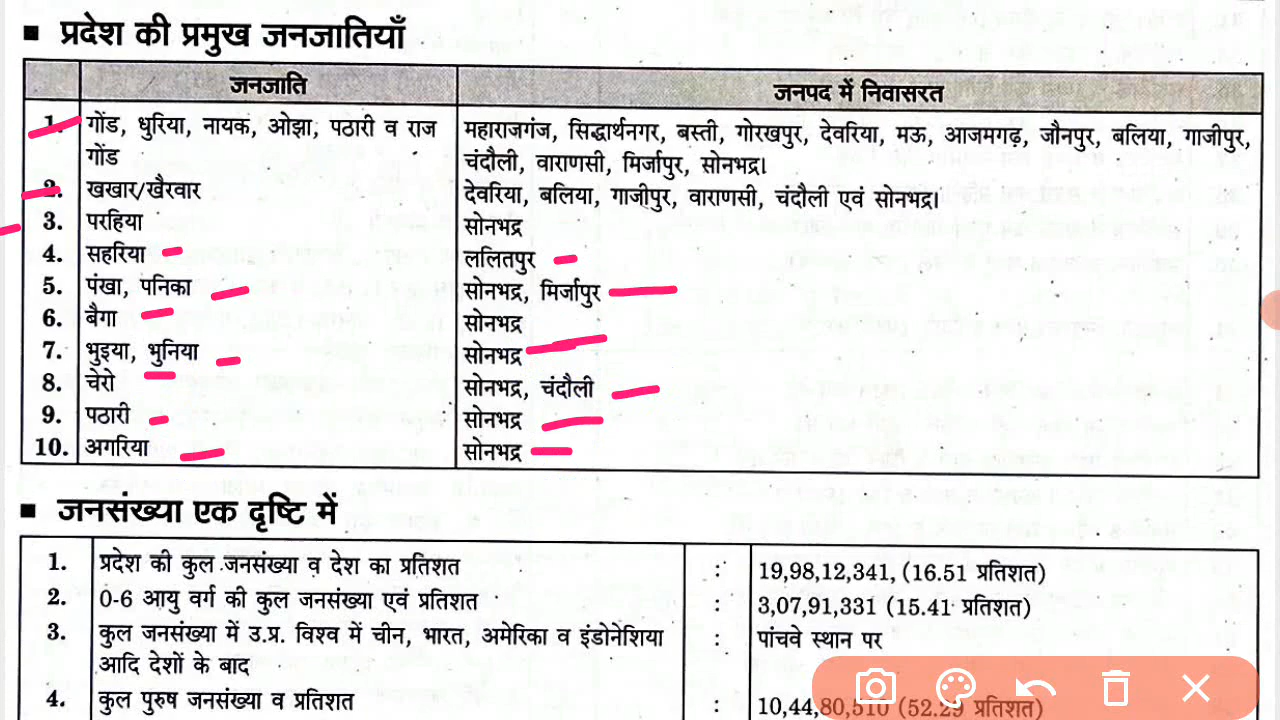 ■ प्रदेश की प्रमुख जनजातियाँ
जनजाति जनपद में निवासरत
1. गोंड, धुरिया, नायक, ओझा, पठारी व राज महाराजगंज, सिद्धार्थनगर, बस्ती, गोरखपुर, देवरिया, मऊ, आजमगढ़, जौनपुर, बलिया, गाजीपुर,
गोंड चंदौली, वाराणसी, मिर्जापुर, सोनभद्र।
2. खखार/खैरवार देवरिया, बलिया, गाजीपुर, वाराणसी, चंदौली एवं सोनभद्र।
3. परहिया सोनभद्र
4. सहरिया ललितपुर
5. पंखा, पनिका सोनभद्र, मिर्जापुर
6. बैगा सोनभद्र
7. भुइया, भुनिया सोनभद्र
8. चेरो सोनभद्र, चंदौली
9. पठारी सोनभद्र
10. अगरिया सोनभद्र
■ जनसंख्या एक दृष्टि में
1. प्रदेश की कुल जनसंख्या व देश का प्रतिशत : 19,98,12,341, (16.51 प्रतिशत)
2. 0-6 आयु वर्ग की कुल जनसंख्या एवं प्रतिशत : 3,07,91,331 (15.41 प्रतिशत)
3. कुल जनसंख्या में उ.प्र. विश्व में चीन, भारत, अमेरिका व इंडोनेशिया : पांचवे स्थान पर
आदि देशों के बाद
4. कुल पुरुष जनसंख्या व प्रतिशत : 10,44,80,510 (52.29 प्रतिशत)